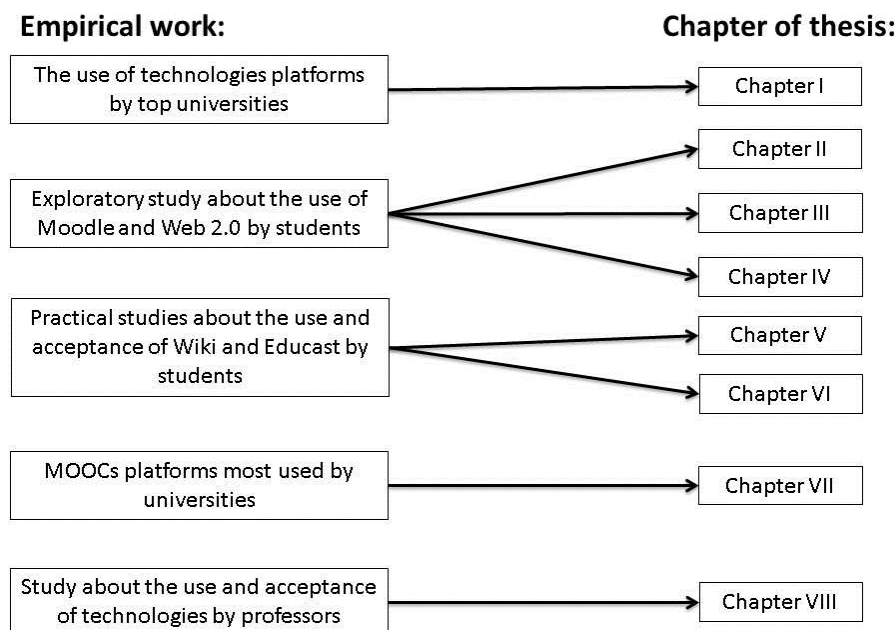 Empirical work:
Chapter of thesis:
The use of technologies platforms
by top universities
Chapter I
Exploratory study about the use of
Moodle and Web 2.0 by students
Chapter II
Chapter III
Chapter IV
Practical studies about the use and
acceptance of Wiki and Educast by
students
Chapter V
Chapter VI
MOOCs platforms most used by
universities
Chapter VII
Study about the use and acceptance
of technologies by professors
Chapter VIII